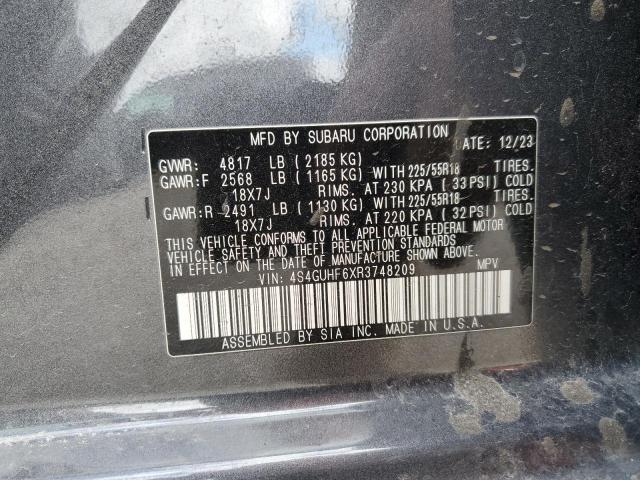 MFD BY SUBARU CORPORATION DATE: 12/23
GVWR: 4817 LB ( 2185 KG)
GAWR:F 2568 LB ( 1165 KG) WITH 225/55R18 TIRES.
18X7J RIMS. AT 230 KPA ( 33 PSI) COLD
GAWR:R 2491 LB ( 1130 KG) WITH 225/55R18 TIRES.
18X7J RIMS. AT 220 KPA ( 32 PSI) COLD
THIS VEHICLE CONFORMS TO ALL APPLICABLE FEDERAL MOTOR
VEHICLE SAFETY AND BUMPER STANDARDS
IN EFFECT ON THE DATE OF MANUFACTURE SHOWN ABOVE.
VIN: 4S4GUHF6XR3748209 MPV
ASSEMBLED BY SIA INC. MADE IN U.S.A.